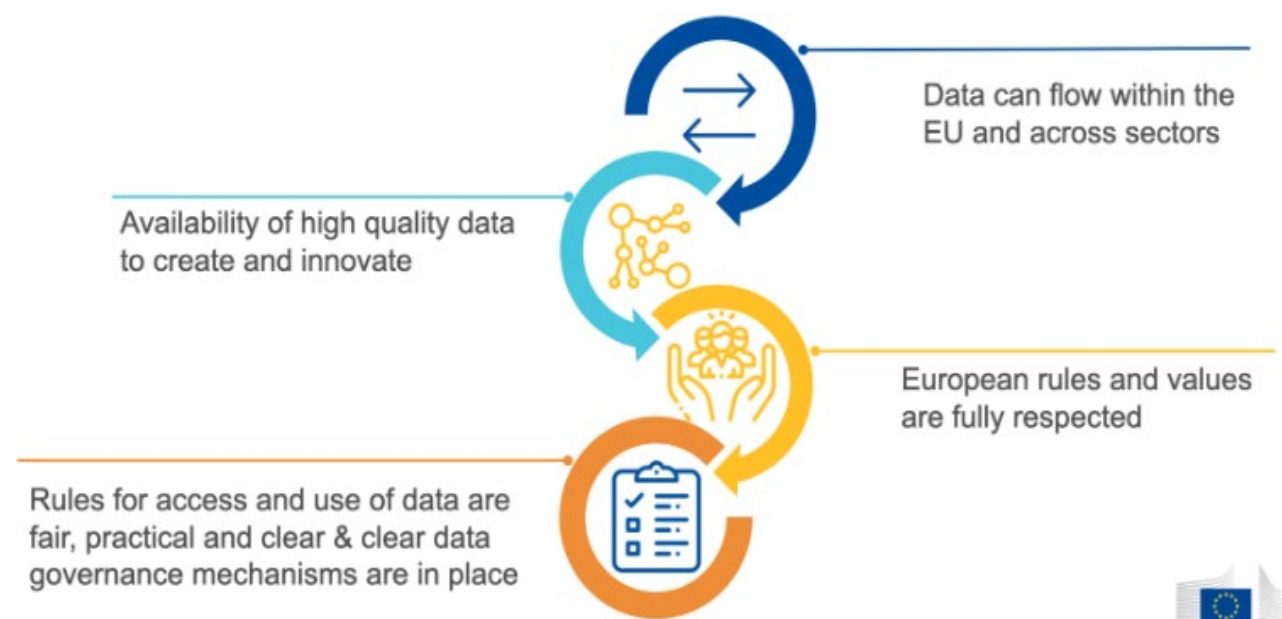 Data can flow within the
EU and across sectors
Availability of high quality data
to create and innovate
European rules and values
are fully respected
Rules for access and use of data are
fair, practical and clear & clear data
governance mechanisms are in place